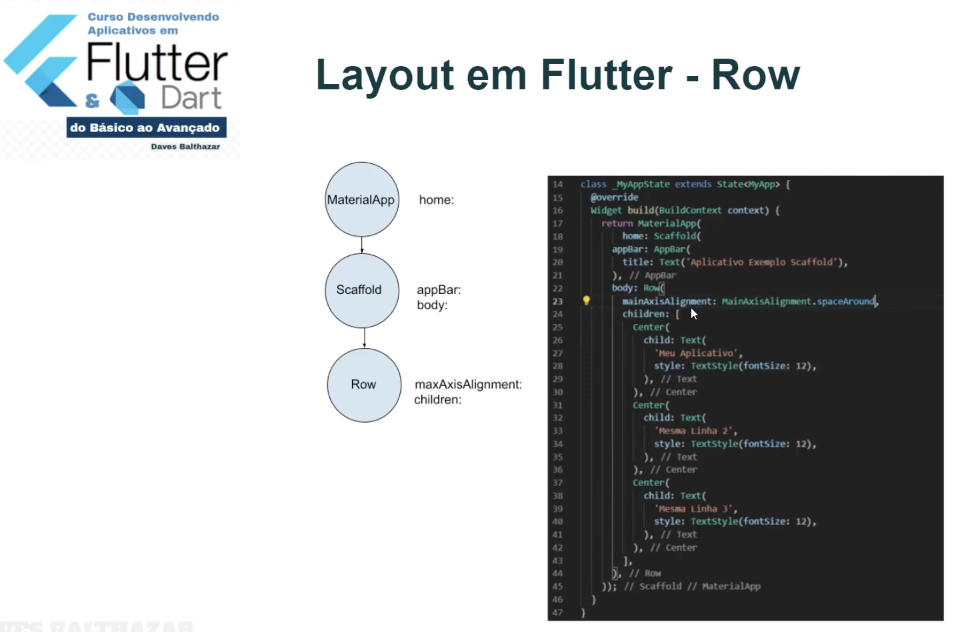 Curso Desenvolvendo
Aplicativos em
Flutter
& Dart
do Básico ao Avançado
Daves Balthazar
Layout em Flutter - Row
MaterialApp home:
Scaffold appBar:
body:
Row maxAxisAlignment:
children:
14 class _MyAppState extends State<MyApp> {
15 @override
16 Widget build(BuildContext context) {
17 return MaterialApp(
18 home: Scaffold(
19 appBar: AppBar(
20 title: Text('Aplicativo Exemplo Scaffold'),
21 ), // AppBar
22 body: Row(
23 mainAxisAlignment: MainAxisAlignment.spaceAround,
24 children: [
25 Center(
26 child: Text(
27 'Meu Aplicativo',
28 style: TextStyle(fontSize: 12),
29 ), // Text
30 ), // Center
31 Center(
32 child: Text(
33 'Mesma Linha 2',
34 style: TextStyle(fontSize: 12),
35 ), // Text
36 ), // Center
37 Center(
38 child: Text(
39 'Mesma Linha 3',
40 style: TextStyle(fontSize: 12),
41 ), // Text
42 ), // Center
43 ],
44 ), // Row
45 )); // Scaffold // MaterialApp
46 }
47 }
BALTHAZAR